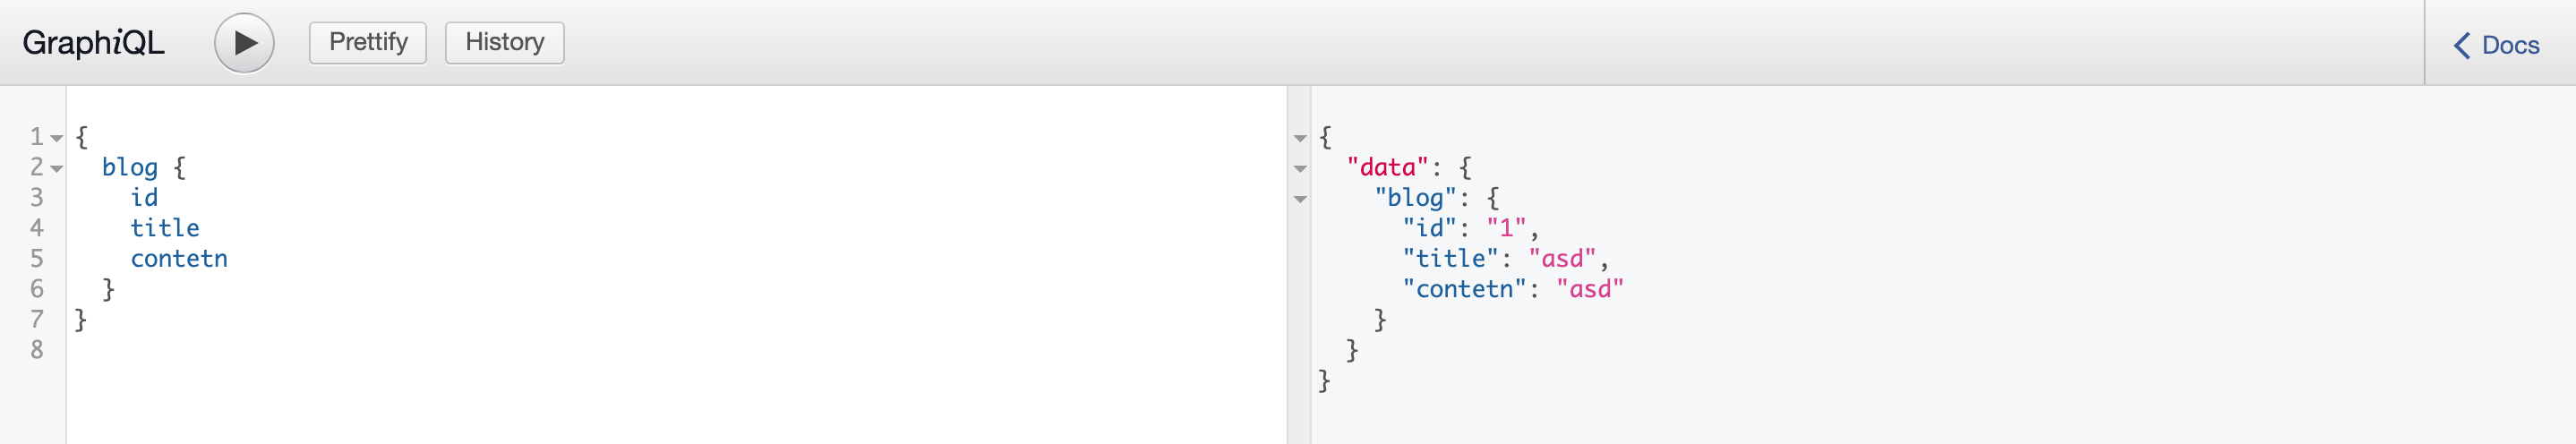 GraphiQL Prettify History Docs
1 {
2 blog {
3 id
4 title
5 contetn
6 }
7 }
8
{
"data": {
"blog": {
"id": "1",
"title": "asd",
"contetn": "asd"
}
}
}